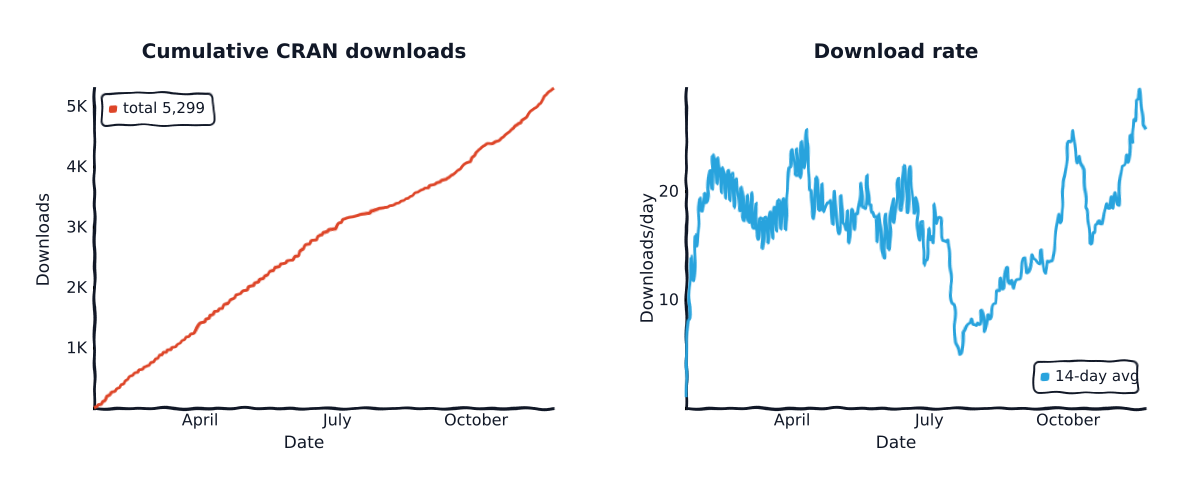 Cumulative CRAN downloads
total 5,299
5K
4K
3K
2K
1K
Downloads
April
July
October
Date
Download rate
20
10
Downloads/day
14-day avg
April
July
October
Date